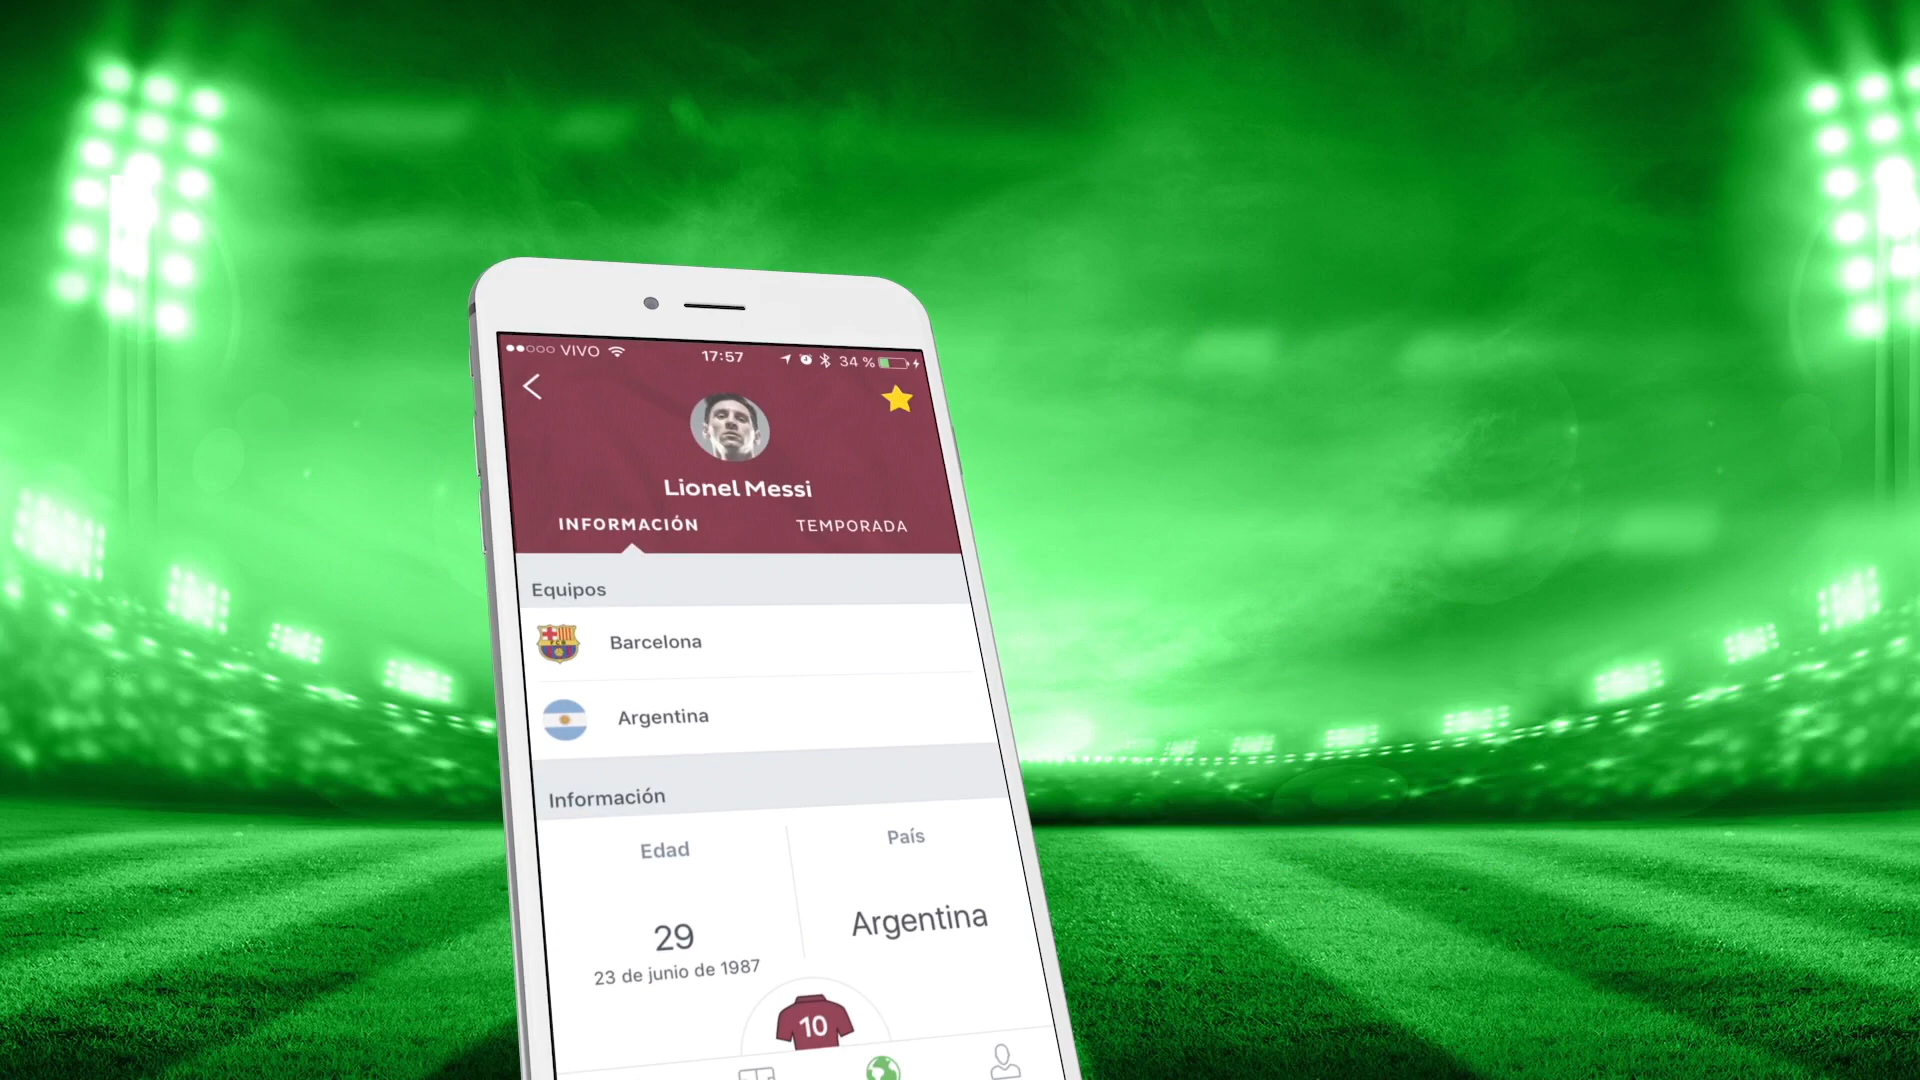 VIVO 17:57 34 %
Lionel Messi
INFORMACIÓN TEMPORADA
Equipos
Barcelona
Argentina
Información
Edad País
29 Argentina
23 de junio de 1987
10